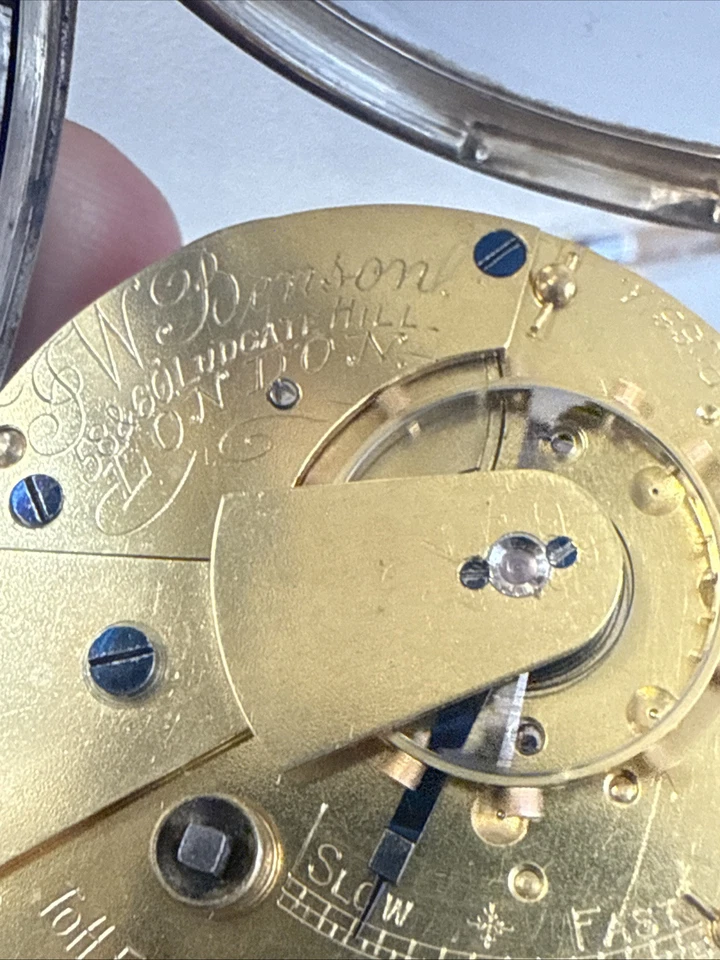 J.W. Benson
58 & 60 LUDGATE HILL
LONDON
SLOW
FAST